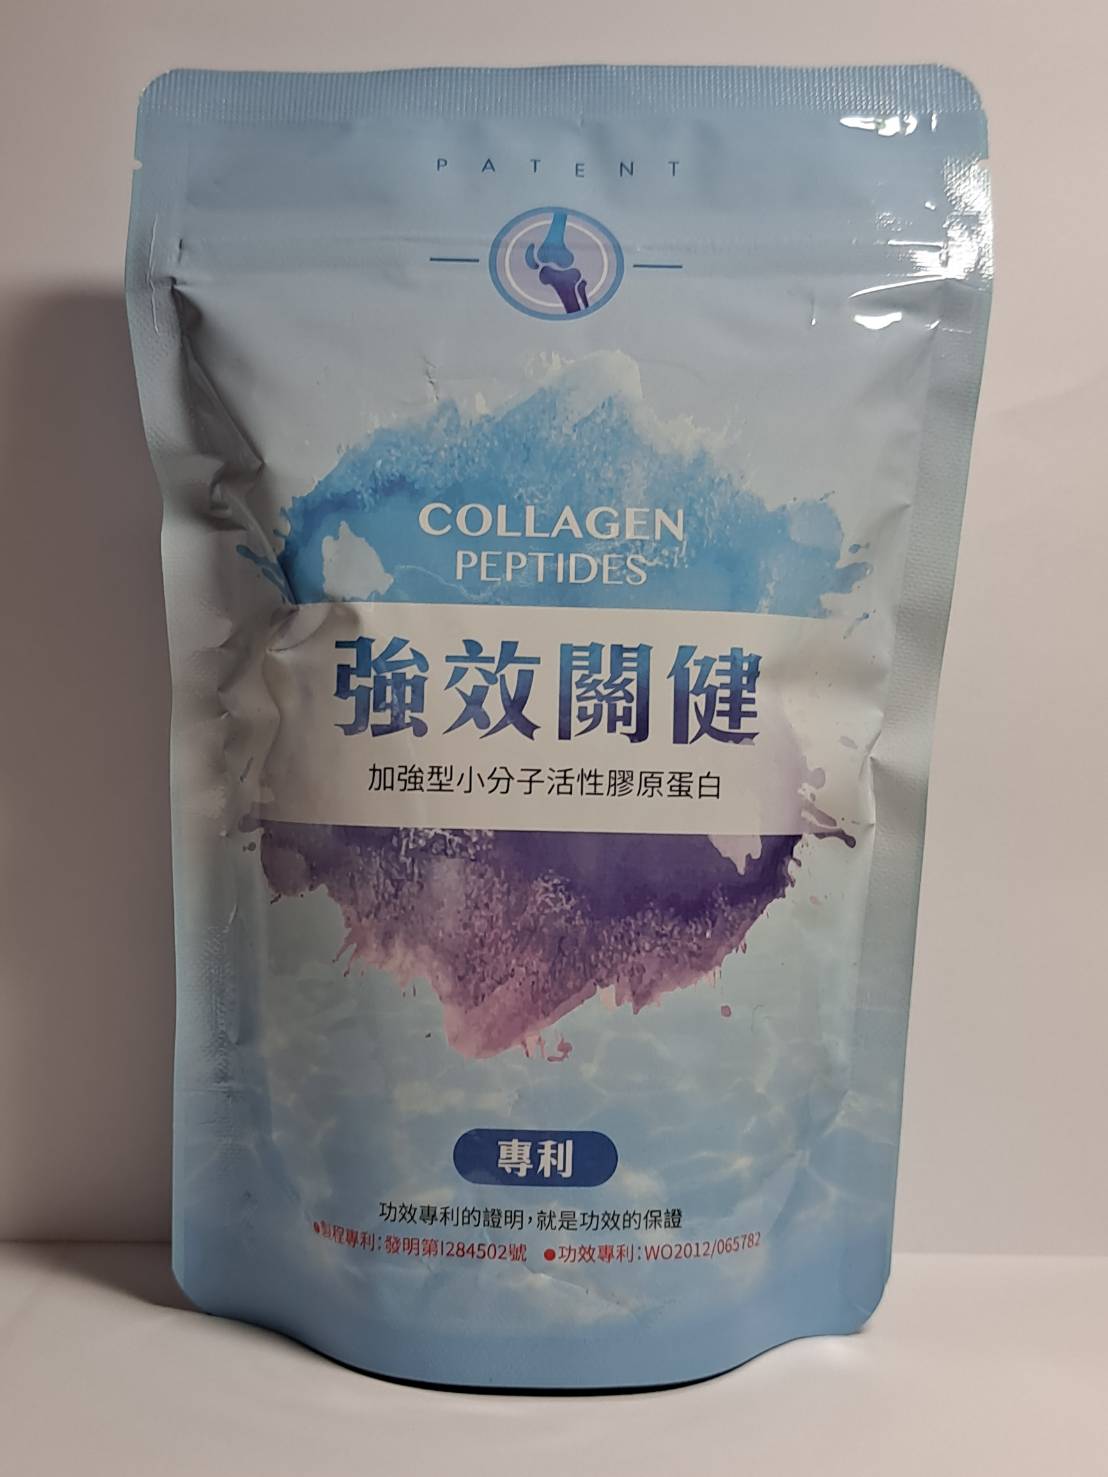 PATENT
COLLAGEN
PEPTIDES
強效關健
加強型小分子活性膠原蛋白
專利
功效專利的證明，就是功效的保證
●製程專利：發明第I284502號 ●功效專利：WO2012/065782